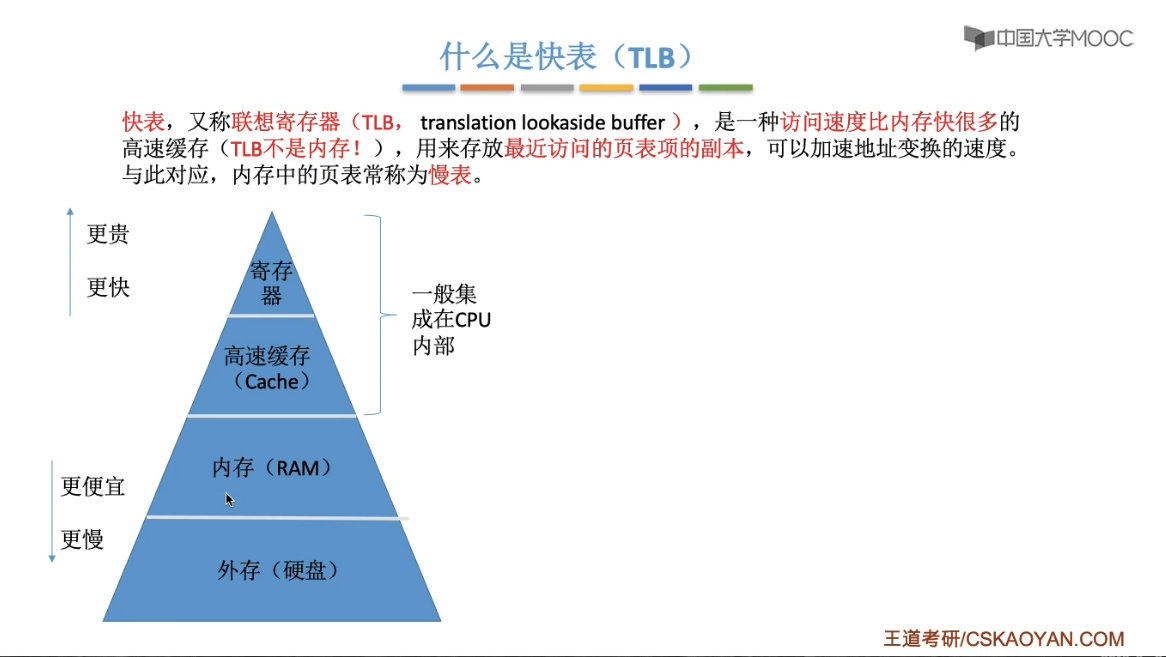 中国大学MOOC
什么是快表（TLB）
快表，又称联想寄存器（TLB， translation lookaside buffer ），是一种访问速度比内存快很多的
高速缓存（TLB不是内存！），用来存放最近访问的页表项的副本，可以加速地址变换的速度。
与此对应，内存中的页表常称为慢表。
更贵
更快
寄存
器
高速缓存
（Cache）
一般集
成在CPU
内部
内存（RAM）
更便宜
更慢
外存（硬盘）
王道考研/CSKAOYAN.COM